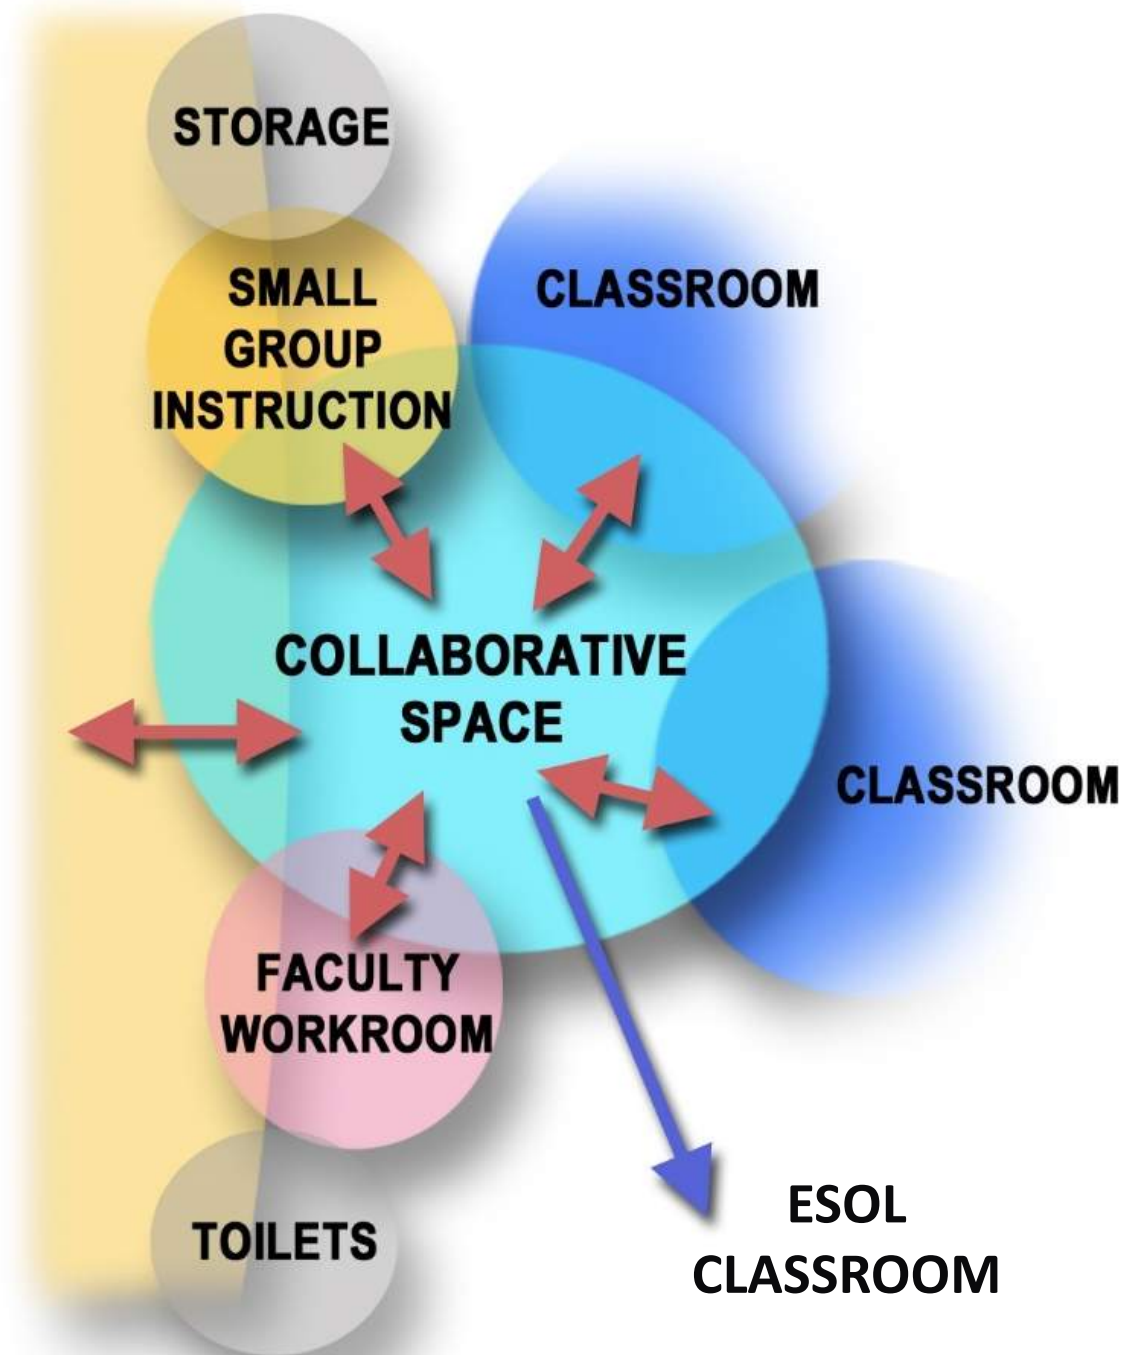 STORAGE
SMALL
GROUP
INSTRUCTION
CLASSROOM
COLLABORATIVE
SPACE
CLASSROOM
FACULTY
WORKROOM
TOILETS
ESOL
CLASSROOM